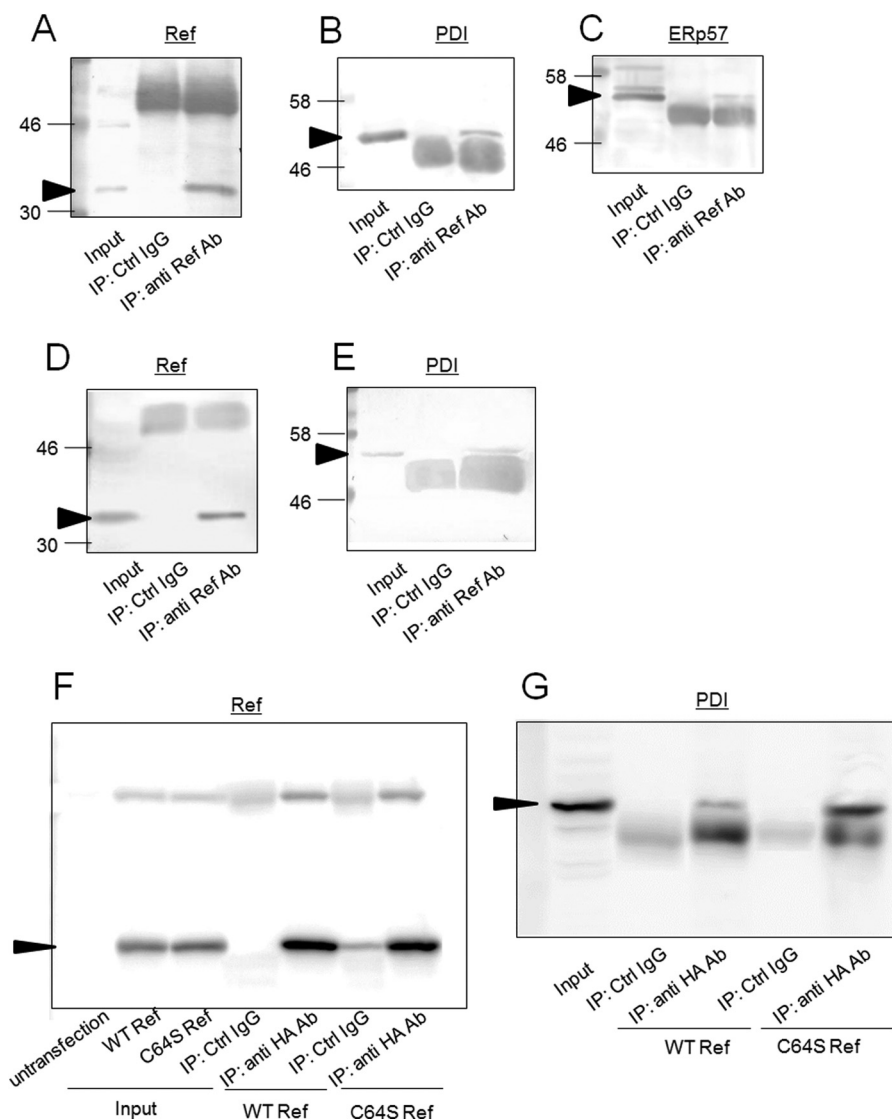 A
Ref
46
30
Input
IP: Ctrl IgG
IP: anti Ref Ab
B
PDI
58
46
Input
IP: Ctrl IgG
IP: anti Ref Ab
C
ERp57
58
46
Input
IP: Ctrl IgG
IP: anti Ref Ab
D
Ref
46
30
Input
IP: Ctrl IgG
IP: anti Ref Ab
E
PDI
58
46
Input
IP: Ctrl IgG
IP: anti Ref Ab
F
Ref
untransfection
WT Ref
C64S Ref
IP: Ctrl IgG
IP: anti HA Ab
IP: Ctrl IgG
IP: anti HA Ab
Input
WT Ref
C64S Ref
G
PDI
Input
IP: Ctrl IgG
IP: anti HA Ab
IP: Ctrl IgG
IP: anti HA Ab
WT Ref
C64S Ref